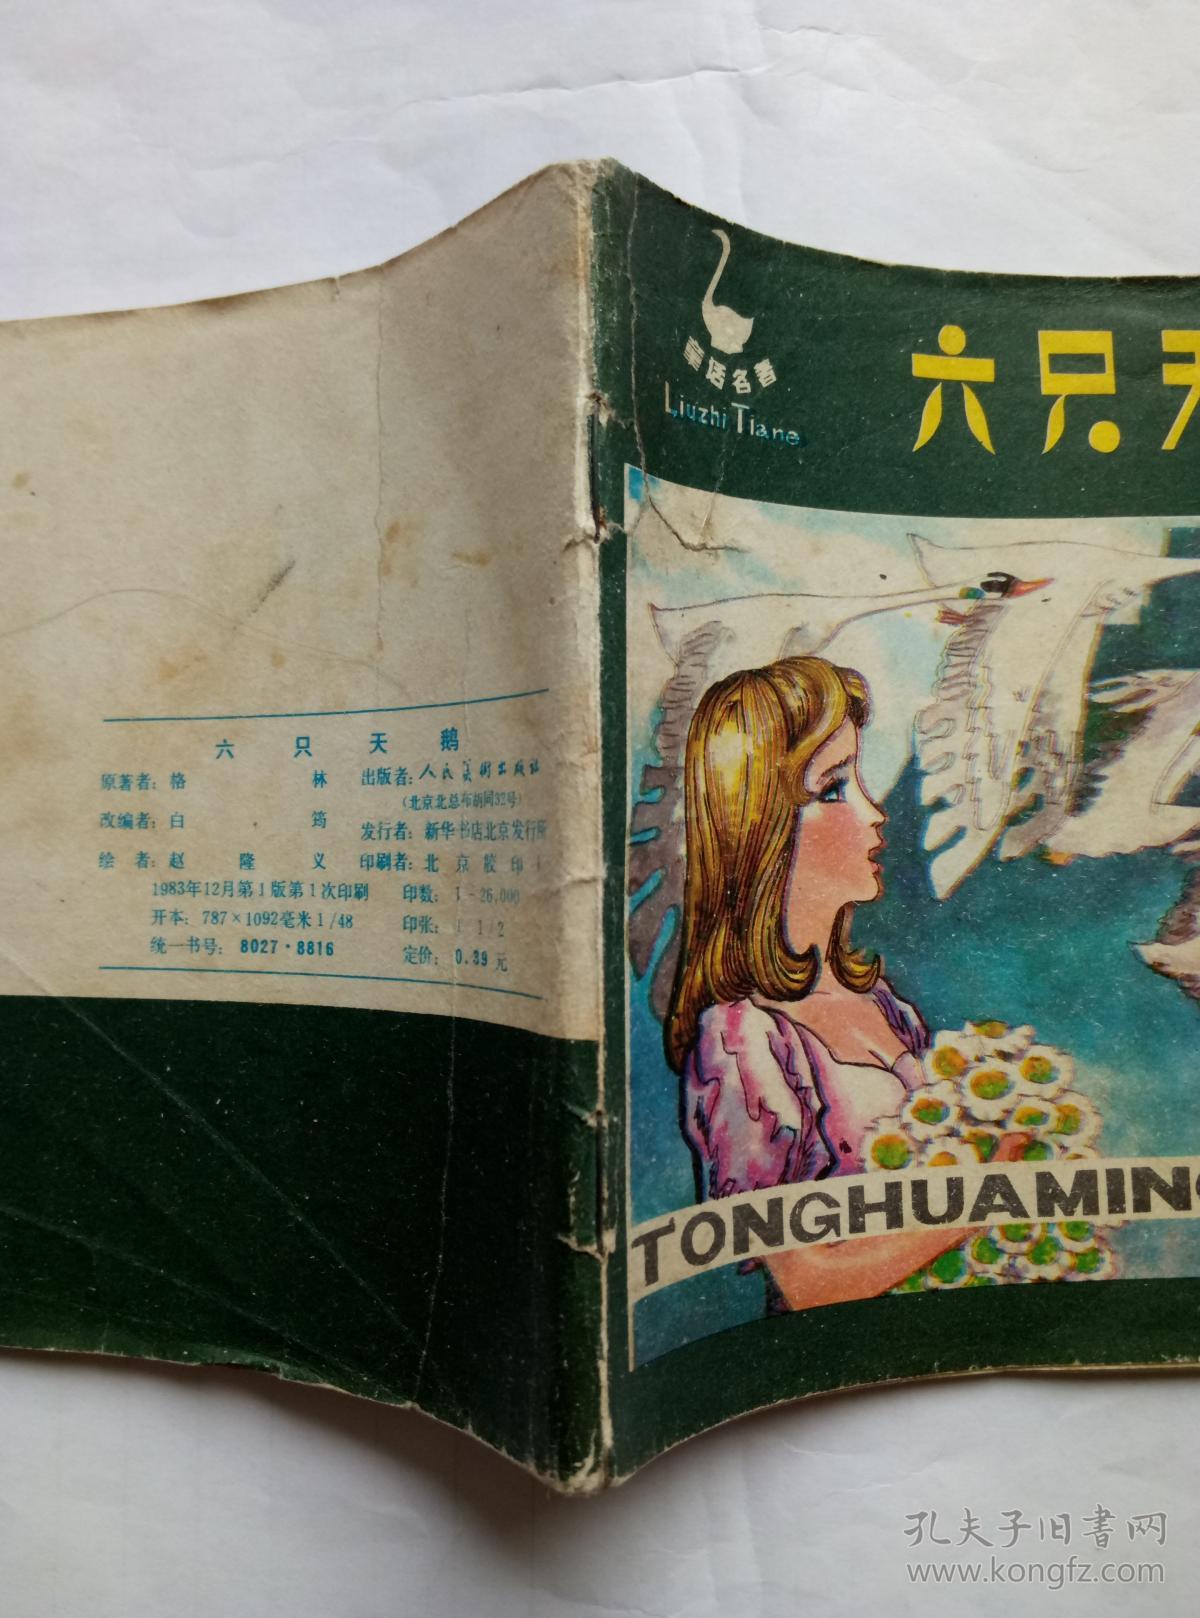 六只天鹅
原著者：格林
改编者：白筠
绘者：赵隆义
1983年12月第1版第1次印刷
开本：787×1092毫米1/48
统一书号：8027·8816
出版者：人民美术出版社
（北京北总布胡同32号）
发行者：新华书店北京发行所
印刷者：北京胶印
印数：1-26,000
印张：1 1/2
定价：0.39元
童话名著
Liuzhi Tiane
六只天
TONGHUAMING
孔夫子旧書网
www.kongfz.com